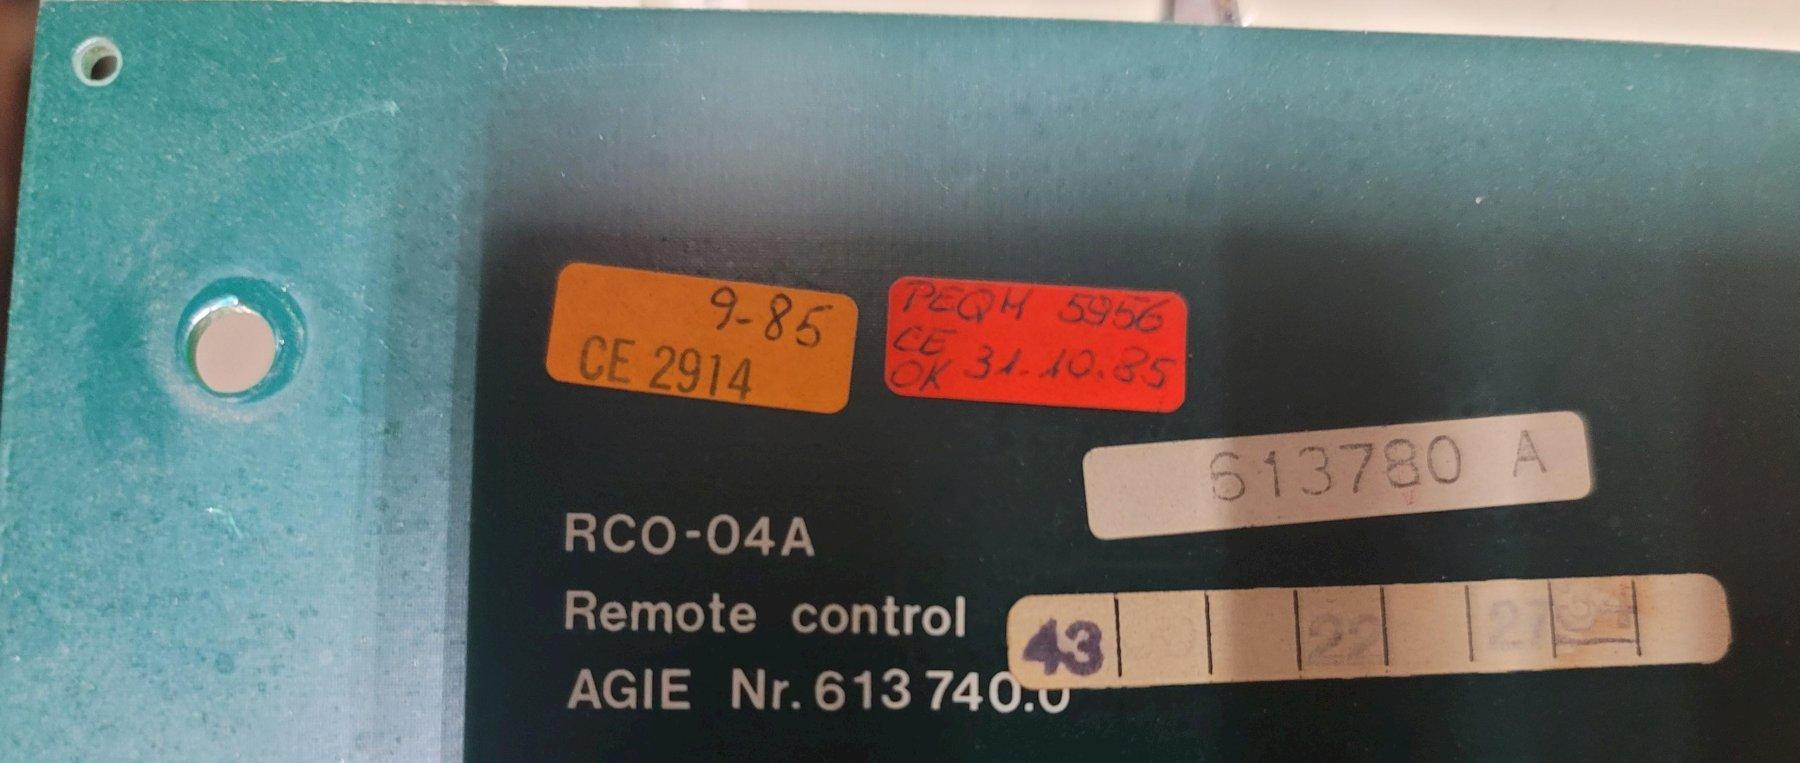 9-85
CE 2914
PEQM 5956
CE
OK 31.10.85
613780 A
RCO-04A
Remote control
43 22 27
AGIE Nr. 613 740.0